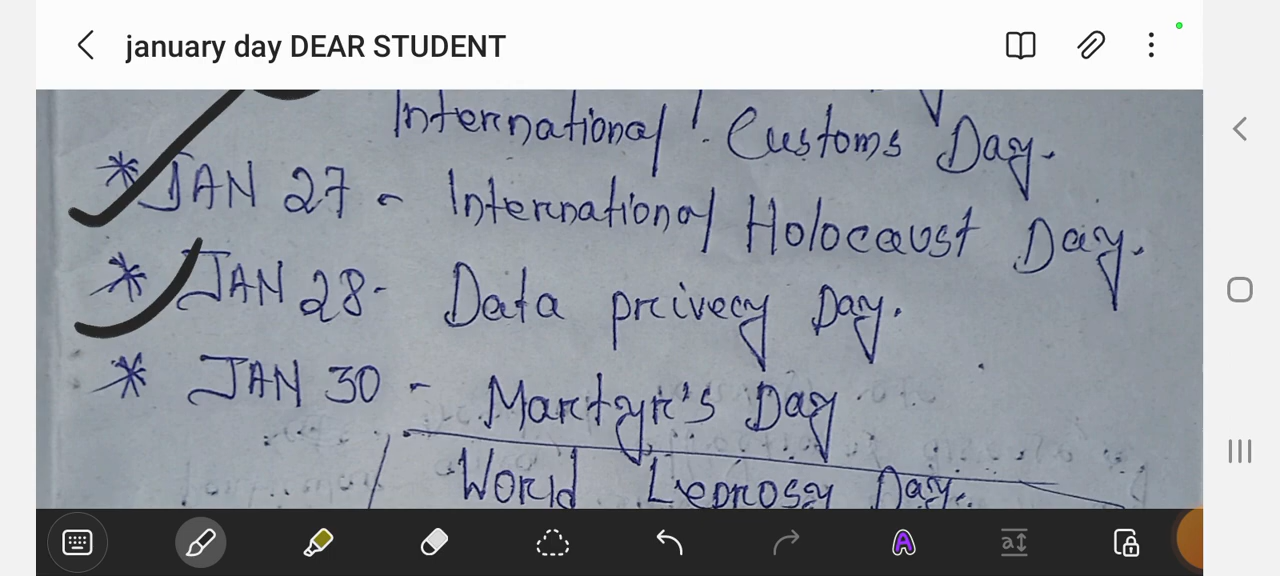 january day DEAR STUDENT
International Customs Day.
* JAN 27 - International Holocaust Day.
* JAN 28- Data privecy Day.
* JAN 30 - Martyr's Day
World Leprosy Day.
A
a